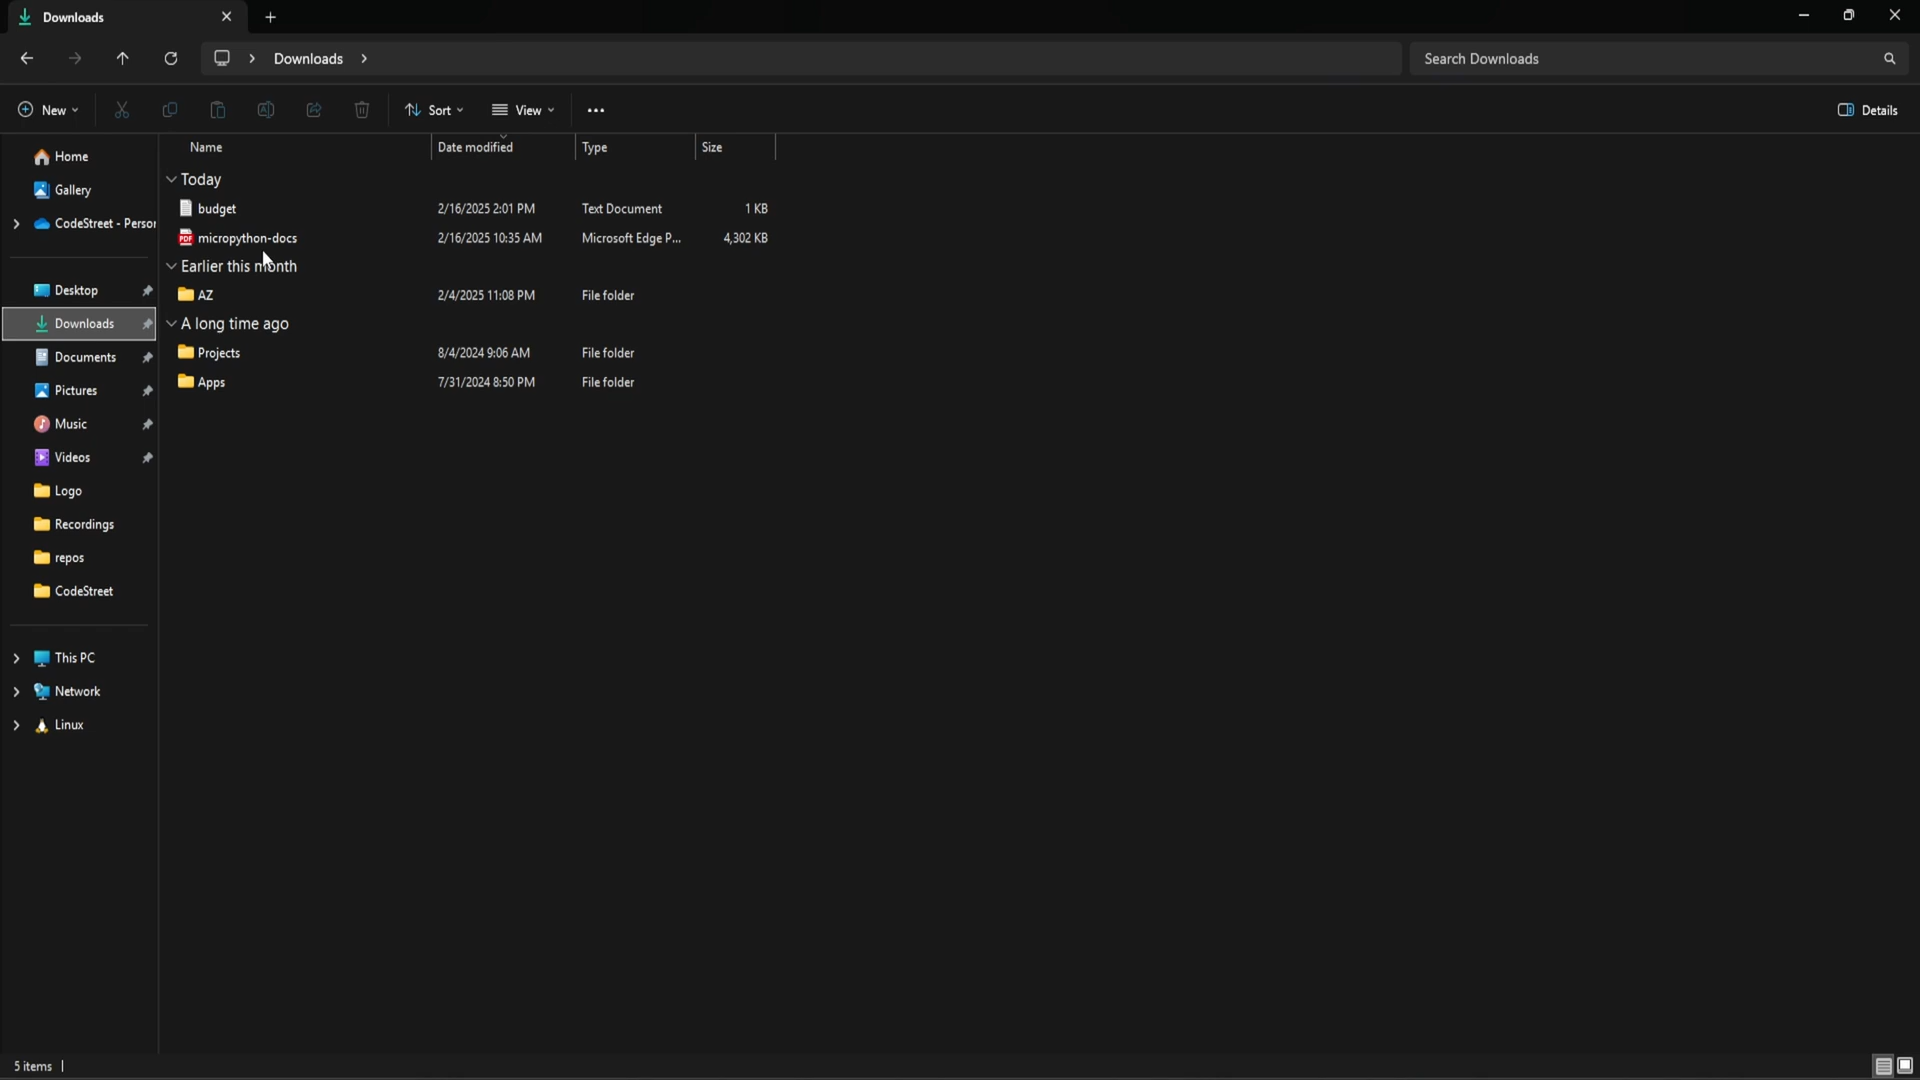 Downloads
Downloads
Search Downloads
New
Sort
View
Details
Home
Gallery
CodeStreet - Person
Desktop
Downloads
Documents
Pictures
Music
Videos
Logo
Recordings
repos
CodeStreet
This PC
Network
Linux
Name Date modified Type Size
Today
budget 2/16/2025 2:01 PM Text Document 1 KB
micropython-docs 2/16/2025 10:35 AM Microsoft Edge P... 4,302 KB
Earlier this month
AZ 2/4/2025 11:08 PM File folder
A long time ago
Projects 8/4/2024 9:06 AM File folder
Apps 7/31/2024 8:50 PM File folder
5 items